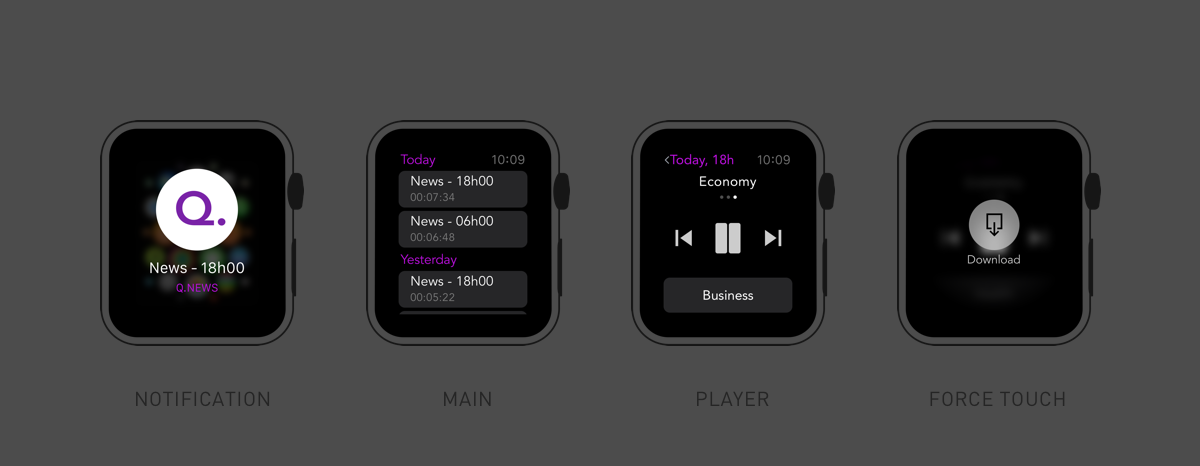 Q.
News - 18h00
Q.NEWS
NOTIFICATION
Today 10:09
News - 18h00
00:07:34
News - 06h00
00:06:48
Yesterday
News - 18h00
00:05:22
MAIN
<Today, 18h 10:09
Economy
Business
PLAYER
Download
FORCE TOUCH